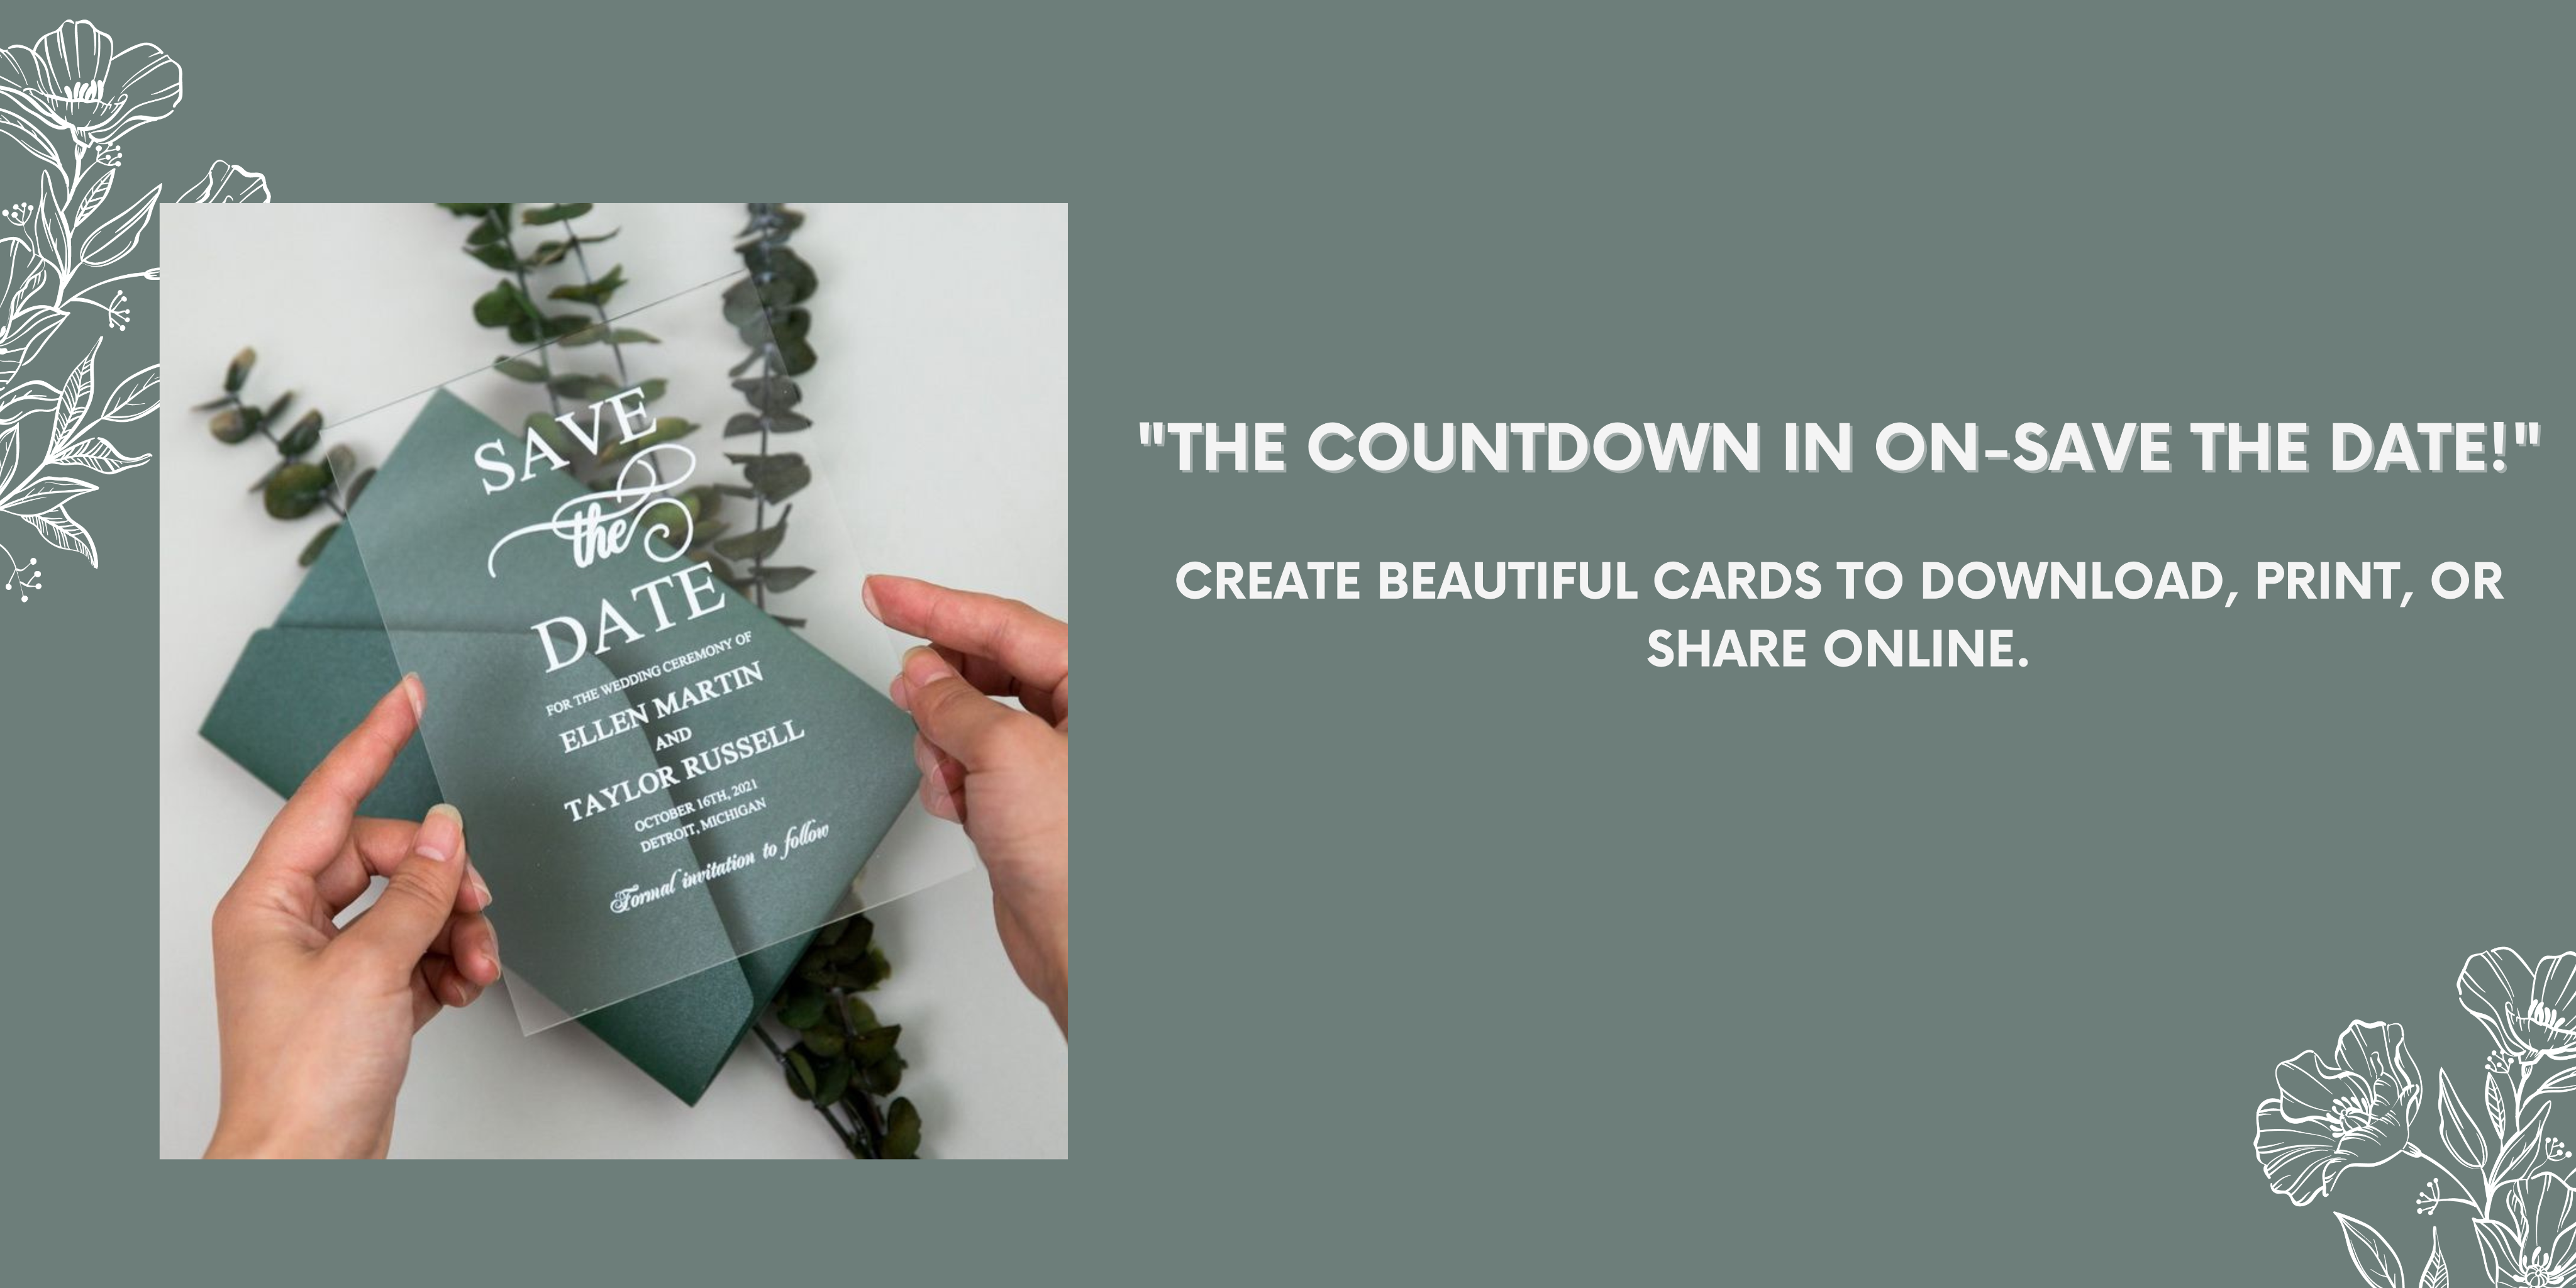 SAVE
the
DATE
FOR THE WEDDING CEREMONY OF
ELLEN MARTIN
AND
TAYLOR RUSSELL
OCTOBER 16TH, 2021
DETROIT, MICHIGAN
Formal invitation to follow
"THE COUNTDOWN IN ON-SAVE THE DATE!"
CREATE BEAUTIFUL CARDS TO DOWNLOAD, PRINT, OR
SHARE ONLINE.